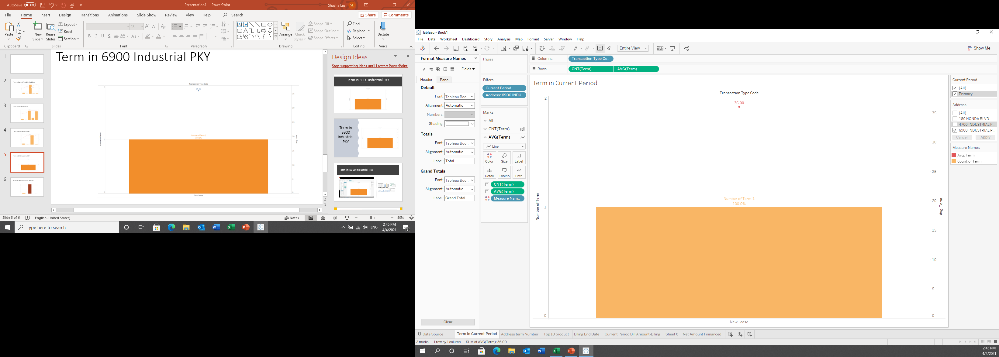 AutoSave Off
Presentation1 - PowerPoint
Shasha Liu SL
File Home Insert Design Transitions Animations Slide Show Review View Help Search
Share Comments
Paste
New Slide
Reuse Slides
Layout
Reset
Section
28
B I U S ab AV Aa A
Arrange
Quick Styles
Shape Fill
Shape Outline
Shape Effects
Find
Replace
Select
Dictate
Clipboard Slides Font Paragraph Drawing Editing Voice
1
2
3
4
5
6
Term in 6900 Industrial PKY
Transaction Type Code
36.00
Number of Term:1
100.0%
Number of Term
Avg. Term
2
1
0
35
30
25
20
15
10
5
0
New Lease
Design Ideas
Stop suggesting ideas until I restart PowerPoint.
Term in 6900 Industrial PKY
Term in
6900
Industrial
PKY
Term in 6900 Industrial PKY
Slide 5 of 6 English (United States) Notes 80%
Type here to search
ENG
2:45 PM
4/4/2021
3
Tableau - Book1
File Data Worksheet Dashboard Story Analysis Map Format Server Window Help
Entire View
Show Me
Format Measure Names
Fields
Header Pane
Default
Font: Tableau Boo..
Alignment: Automatic
Numbers:
Shading:
Totals
Font: Tableau Boo..
Alignment: Automatic
Label: Total
Grand Totals
Font: Tableau Boo..
Alignment: Automatic
Label: Grand Total
Clear
Pages
Filters
Current Period
Address: 6900 INDU..
Marks
All
CNT(Term)
AVG(Term)
Line
Color Size Label
Detail Tooltip Path
CNT(Term)
AVG(Term)
Measure Nam..
Columns Transaction Type Co..
Rows CNT(Term) AVG(Term)
Term in Current Period
Transaction Type Code
36.00
Number of Term:1
100.0%
Number of Term
Avg. Term
2
1
0
35
30
25
20
15
10
5
0
New Lease
Current Period
(All)
Primary
Address
(All)
180 HONDA BLVD
4700 INDUSTRIAL P...
6900 INDUSTRIAL P...
Cancel Apply
Measure Names
Avg. Term
Count of Term
Data Source Term in Current Period Address term Number Top 10 product Biling End Date Current Period Bill Amount-Biling Sheet 6 Net Amount Finnanced
2 marks 1 row by 1 column SUM of AVG(Term): 36.00
2:45 PM
4/4/2021